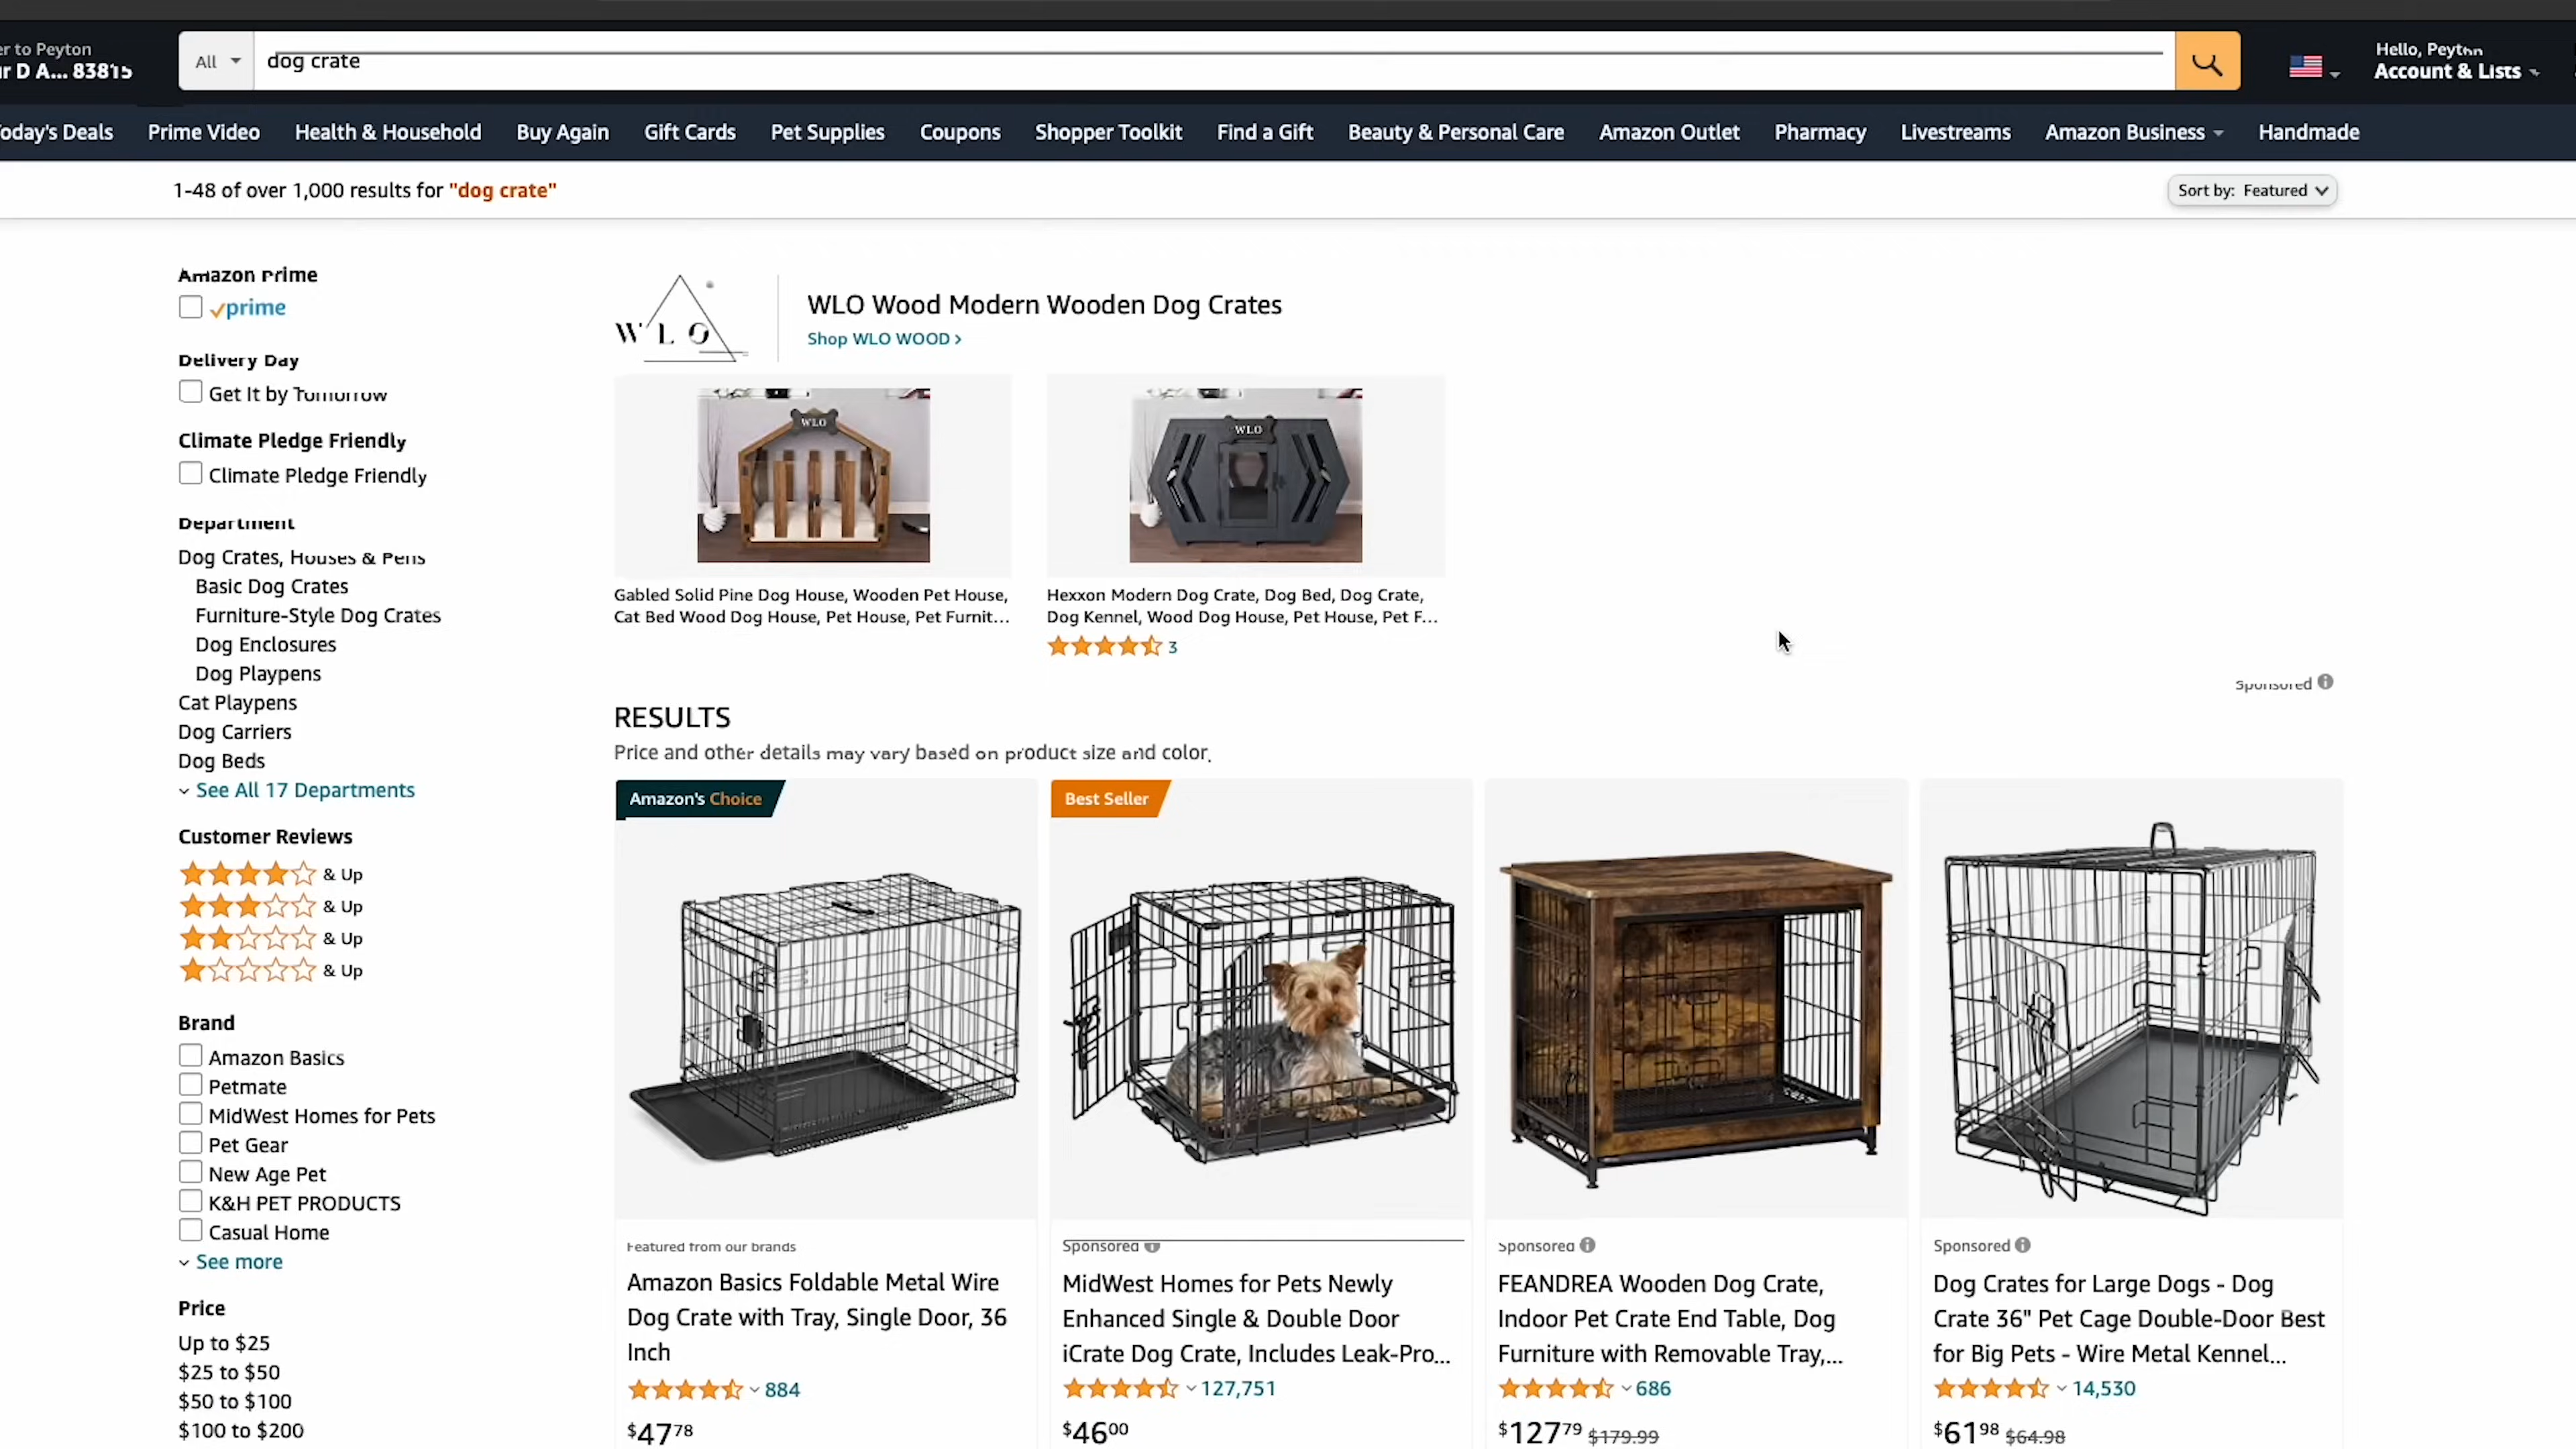 er to Peyton
r D A... 83815
All
dog crate
Hello, Peyton
Account & Lists
oday's Deals
Prime Video
Health & Household
Buy Again
Gift Cards
Pet Supplies
Coupons
Shopper Toolkit
Find a Gift
Beauty & Personal Care
Amazon Outlet
Pharmacy
Livestreams
Amazon Business
Handmade
1-48 of over 1,000 results for "dog crate"
Sort by: Featured
Amazon Prime
prime
Delivery Day
Get It by Tomorrow
Climate Pledge Friendly
Climate Pledge Friendly
Department
Dog Crates, Houses & Pens
Basic Dog Crates
Furniture-Style Dog Crates
Dog Enclosures
Dog Playpens
Cat Playpens
Dog Carriers
Dog Beds
See All 17 Departments
Customer Reviews
& Up
& Up
& Up
& Up
Brand
Amazon Basics
Petmate
MidWest Homes for Pets
Pet Gear
New Age Pet
K&H PET PRODUCTS
Casual Home
See more
Price
Up to $25
$25 to $50
$50 to $100
$100 to $200
WLO
WLO Wood Modern Wooden Dog Crates
Shop WLO WOOD ›
WLO
WLO
Gabled Solid Pine Dog House, Wooden Pet House,
Cat Bed Wood Dog House, Pet House, Pet Furnit...
Hexxon Modern Dog Crate, Dog Bed, Dog Crate,
Dog Kennel, Wood Dog House, Pet House, Pet F...
3
Sponsored
RESULTS
Price and other details may vary based on product size and color.
Amazon's Choice
Featured from our brands
Amazon Basics Foldable Metal Wire
Dog Crate with Tray, Single Door, 36
Inch
884
$4778
Best Seller
Sponsored
MidWest Homes for Pets Newly
Enhanced Single & Double Door
iCrate Dog Crate, Includes Leak-Pro...
127,751
$4600
Sponsored
FEANDREA Wooden Dog Crate,
Indoor Pet Crate End Table, Dog
Furniture with Removable Tray,...
686
$12779 $179.99
Sponsored
Dog Crates for Large Dogs - Dog
Crate 36" Pet Cage Double-Door Best
for Big Pets - Wire Metal Kennel...
14,530
$6198 $64.98